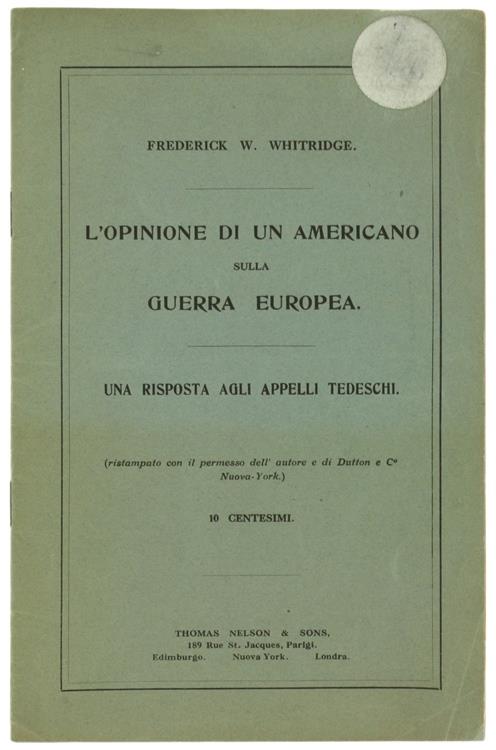 FREDERICK W. WHITRIDGE.
L'OPINIONE DI UN AMERICANO
SULLA
GUERRA EUROPEA.
UNA RISPOSTA AGLI APPELLI TEDESCHI.
(ristampato con il permesso dell' autore e di Dutton e Cº
Nuova-York.)
10 CENTESIMI.
THOMAS NELSON & SONS,
189 Rue St. Jacques, Parigi.
Edimburgo. Nuova York. Londra.